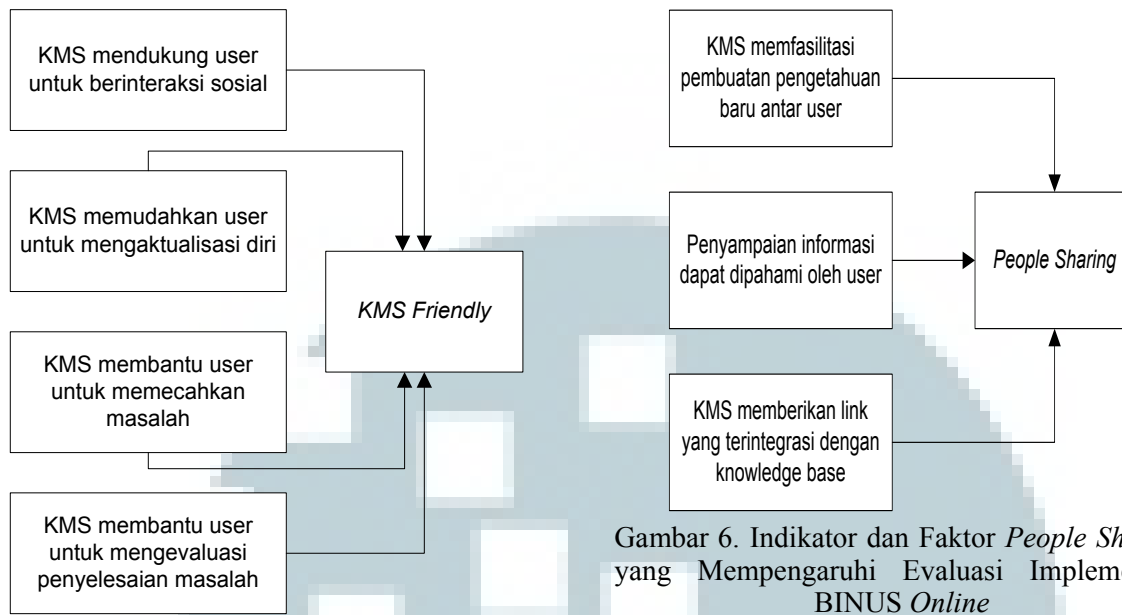 KMS mendukung user
untuk berinteraksi sosial
KMS memudahkan user
untuk mengaktualisasi diri
KMS membantu user
untuk memecahkan
masalah
KMS membantu user
untuk mengevaluasi
penyelesaian masalah
KMS Friendly
KMS memfasilitasi
pembuatan pengetahuan
baru antar user
Penyampaian informasi
dapat dipahami oleh user
KMS memberikan link
yang terintegrasi dengan
knowledge base
People Sharing
Gambar 6. Indikator dan Faktor People Sh
yang Mempengaruhi Evaluasi Impleme
BINUS Online